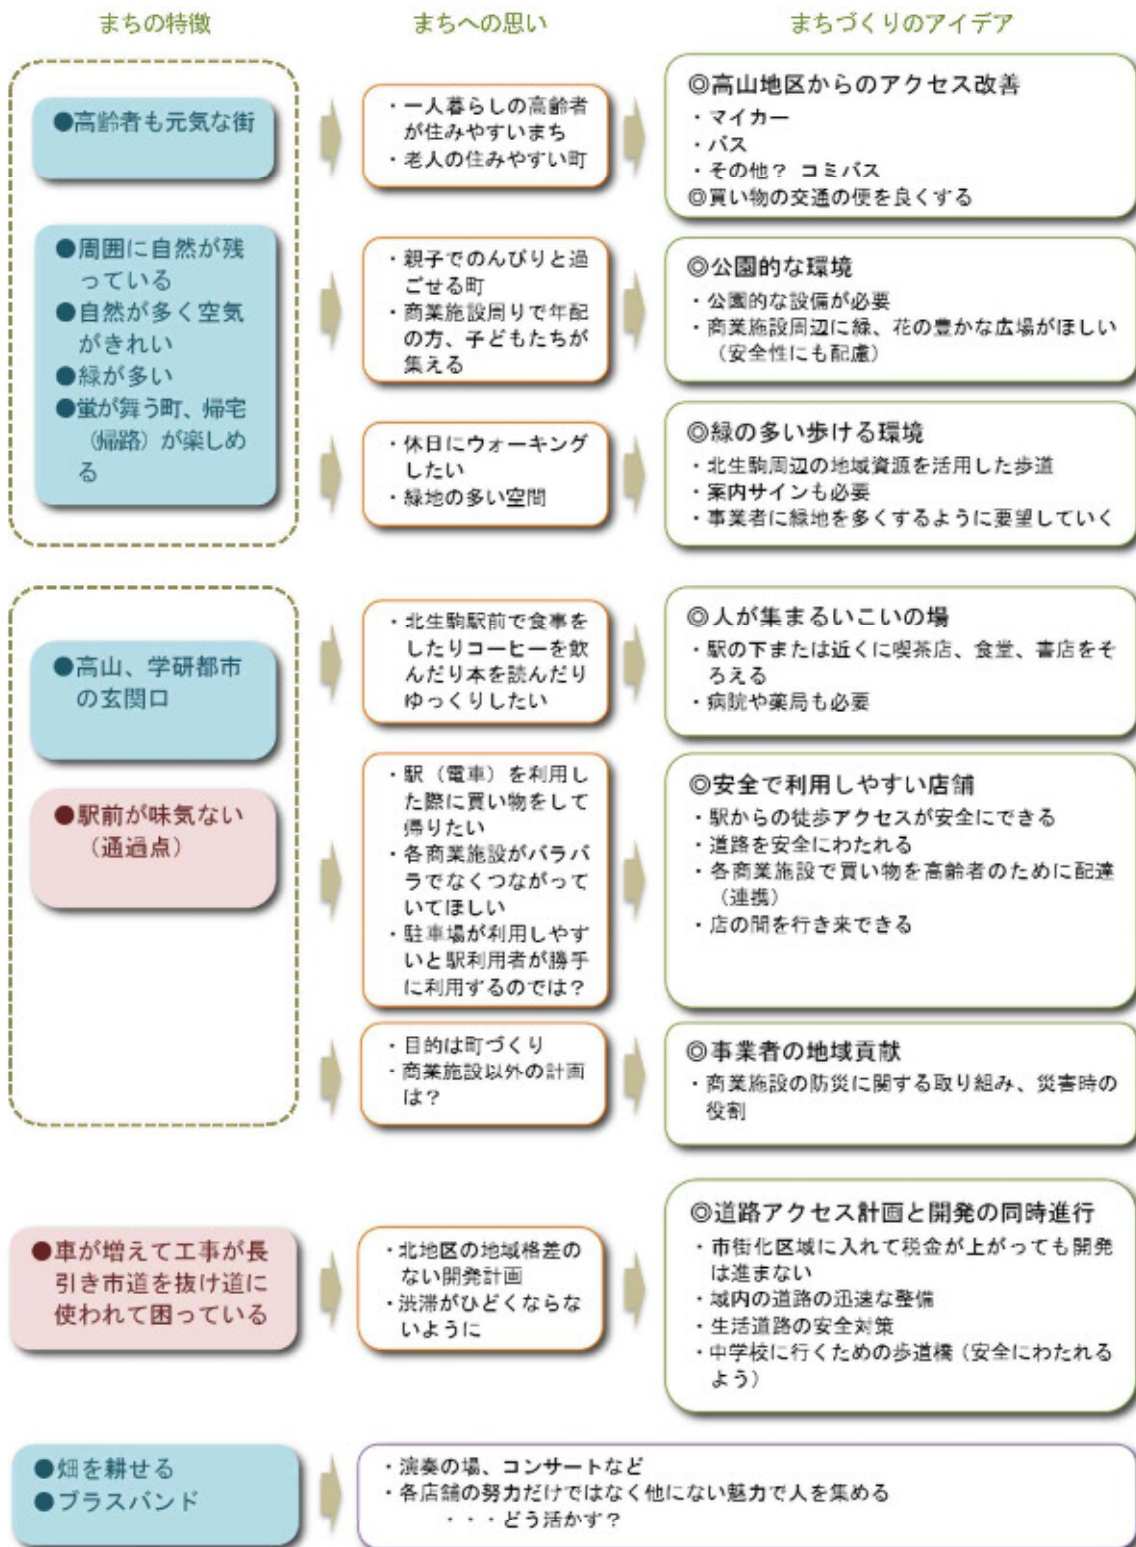 まちの特徴
まちへの思い
まちづくりのアイデア
●高齢者も元気な街
・一人暮らしの高齢者
が住みやすいまち
・老人の住みやすい町
◎高山地区からのアクセス改善
・マイカー
・バス
・その他？ コミバス
◎買い物の交通の便を良くする
●周囲に自然が残
っている
●自然が多く空気
がきれい
●緑が多い
●蛍が舞う町、帰宅
（帰路）が楽しめ
る
・親子でのんびりと過
ごせる町
・商業施設周りで年配
の方、子どもたちが
集える
◎公園的な環境
・公園的な設備が必要
・商業施設周辺に緑、花の豊かな広場がほしい
（安全性にも配慮）
・休日にウォーキング
したい
・緑地の多い空間
◎緑の多い歩ける環境
・北生駒周辺の地域資源を活用した歩道
・案内サインも必要
・事業者に緑地を多くするように要望していく
●高山、学研都市
の玄関口
●駅前が味気ない
（通過点）
・北生駒駅前で食事を
したりコーヒーを飲
んだり本を読んだり
ゆっくりしたい
◎人が集まるいこいの場
・駅の下または近くに喫茶店、食堂、書店をそ
ろえる
・病院や薬局も必要
・駅（電車）を利用し
た際に買い物をして
帰りたい
・各商業施設がバラバ
ラでなくつながって
いてほしい
・駐車場が利用しやす
いと駅利用者が勝手
に利用するのでは？
◎安全で利用しやすい店舗
・駅からの徒歩アクセスが安全にできる
・道路を安全にわたれる
・各商業施設で買い物を高齢者のために配達
（連携）
・店の間を行き来できる
・目的は町づくり
・商業施設以外の計画
は？
◎事業者の地域貢献
・商業施設の防災に関する取り組み、災害時の
役割
●車が増えて工事が長
引き市道を抜け道に
使われて困っている
・北地区の地域格差の
ない開発計画
・渋滞がひどくならな
いように
◎道路アクセス計画と開発の同時進行
・市街化区域に入れて税金が上がっても開発
は進まない
・域内の道路の迅速な整備
・生活道路の安全対策
・中学校に行くための歩道橋（安全にわたれる
よう）
●畑を耕せる
●ブラスバンド
・演奏の場、コンサートなど
・各店舗の努力だけではなく他にない魅力で人を集める
・・・どう活かす？